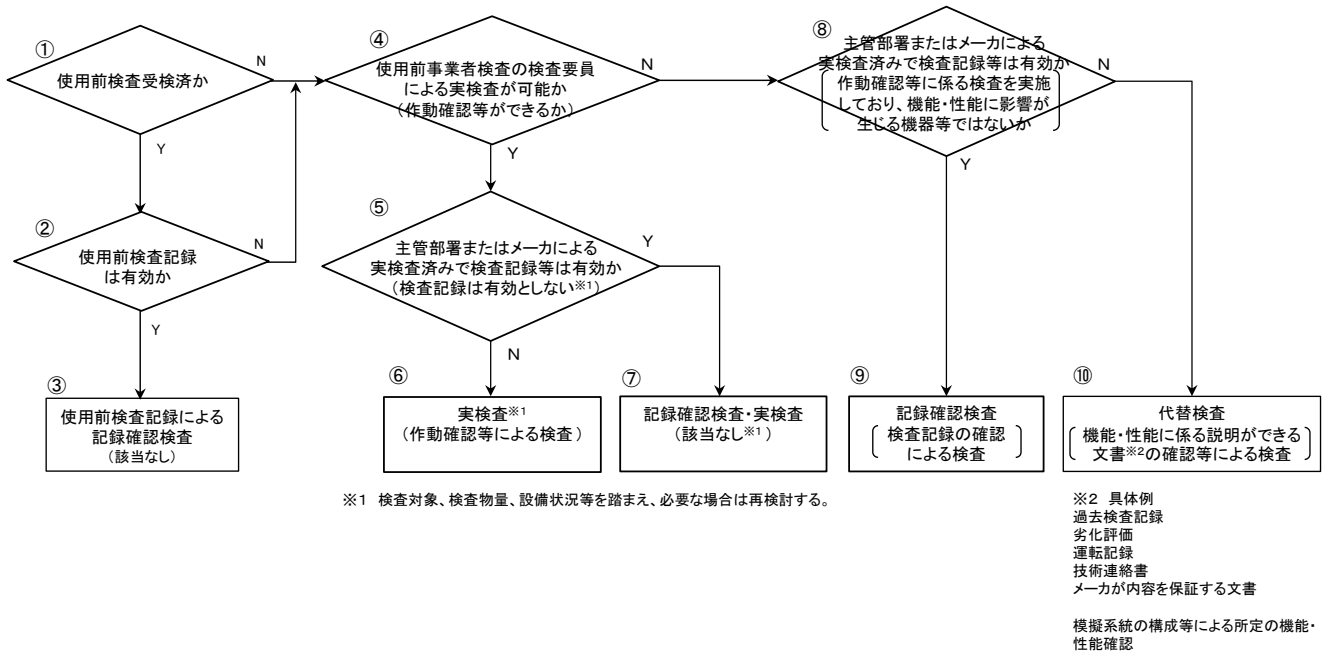 ①
使用前検査受検済か
N
Y
②
使用前検査記録
は有効か
N
Y
③
使用前検査記録による
記録確認検査
（該当なし）
④
使用前事業者検査の検査要員
による実検査が可能か
（作動確認等ができるか）
N
Y
⑤
主管部署またはメーカによる
実検査済みで検査記録等は有効か
（検査記録は有効としない※1）
Y
N
⑥
実検査※1
（作動確認等による検査）
⑦
記録確認検査・実検査
（該当なし※1）
⑧
主管部署またはメーカによる
実検査済みで検査記録等は有効か
作動確認等に係る検査を実施
しており、機能・性能に影響が
生じる機器等ではないか
N
Y
⑨
記録確認検査
検査記録の確認
による検査
⑩
代替検査
機能・性能に係る説明ができる
文書※2の確認等による検査
※1　検査対象、検査物量、設備状況等を踏まえ、必要な場合は再検討する。
※2　具体例
過去検査記録
劣化評価
運転記録
技術連絡書
メーカが内容を保証する文書
模擬系統の構成等による所定の機能・
性能確認